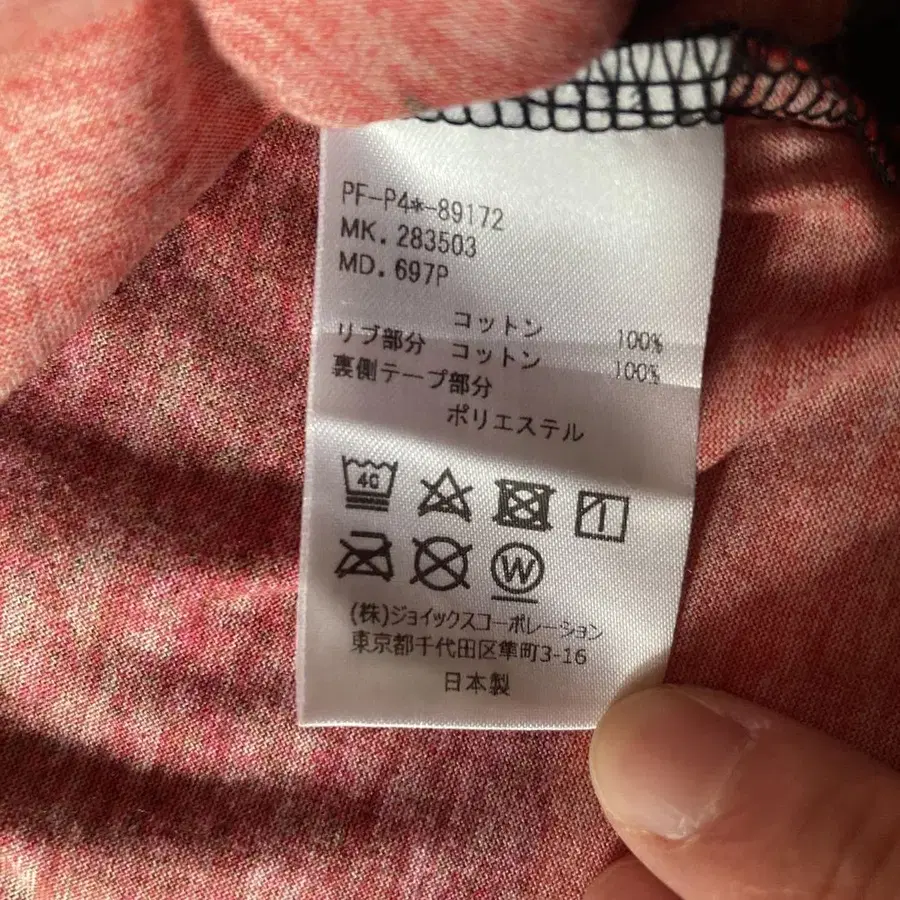 PF-P4*-89172
MK. 283503
MD. 697P
コットン 100%
リブ部分 コットン 100%
裏側テープ部分
ポリエステル
40
W
(株)ジョイックスコーポレーション
東京都千代田区隼町3-16
日本製